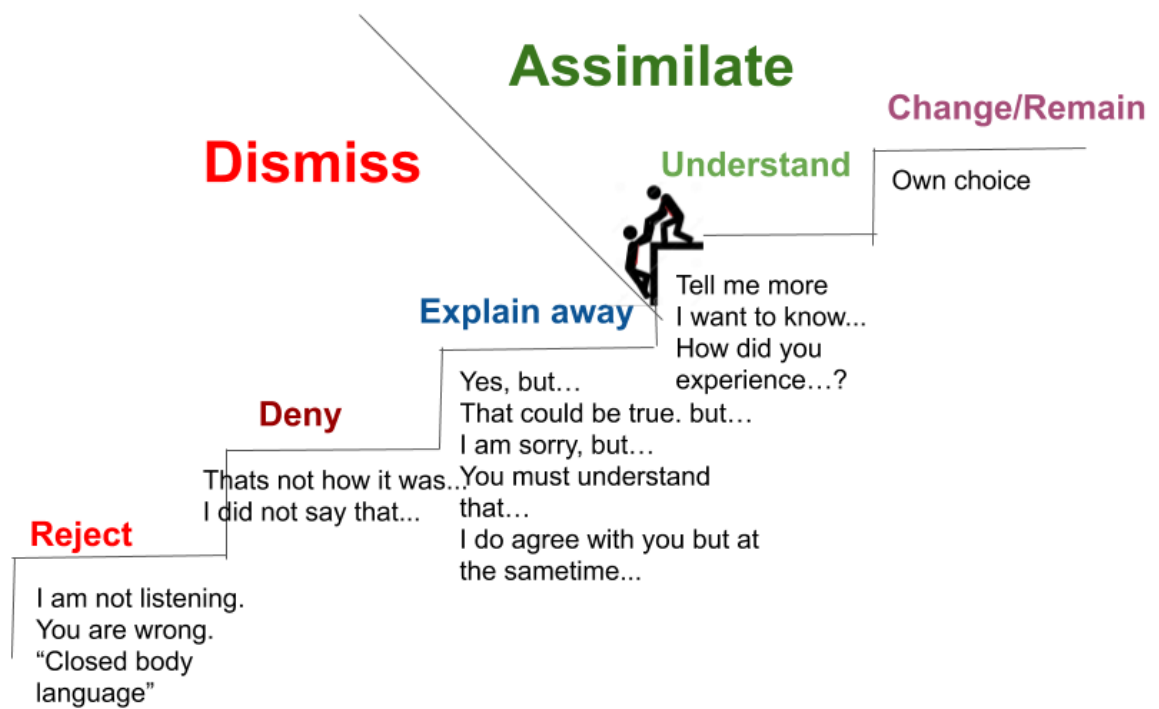 Assimilate
Change/Remain
Dismiss
Understand
Own choice
Tell me more
I want to know...
How did you
experience…?
Explain away
Yes, but…
That could be true. but…
I am sorry, but…
You must understand
that…
I do agree with you but at
the sametime...
Deny
Thats not how it was...
I did not say that...
Reject
I am not listening.
You are wrong.
“Closed body
language”